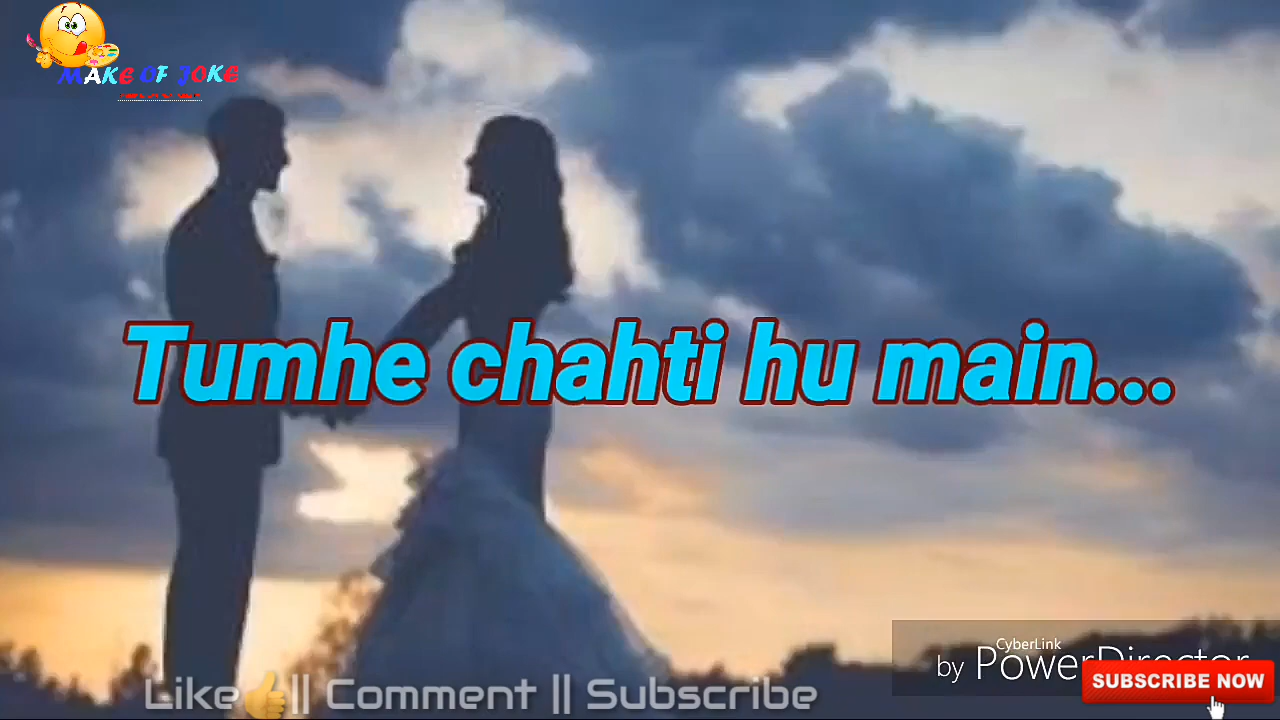 MAKE OF JOKE
Tumhe chahti hu main...
CyberLink
by PowerDirector
SUBSCRIBE NOW
Like👍|| Comment || Subscribe